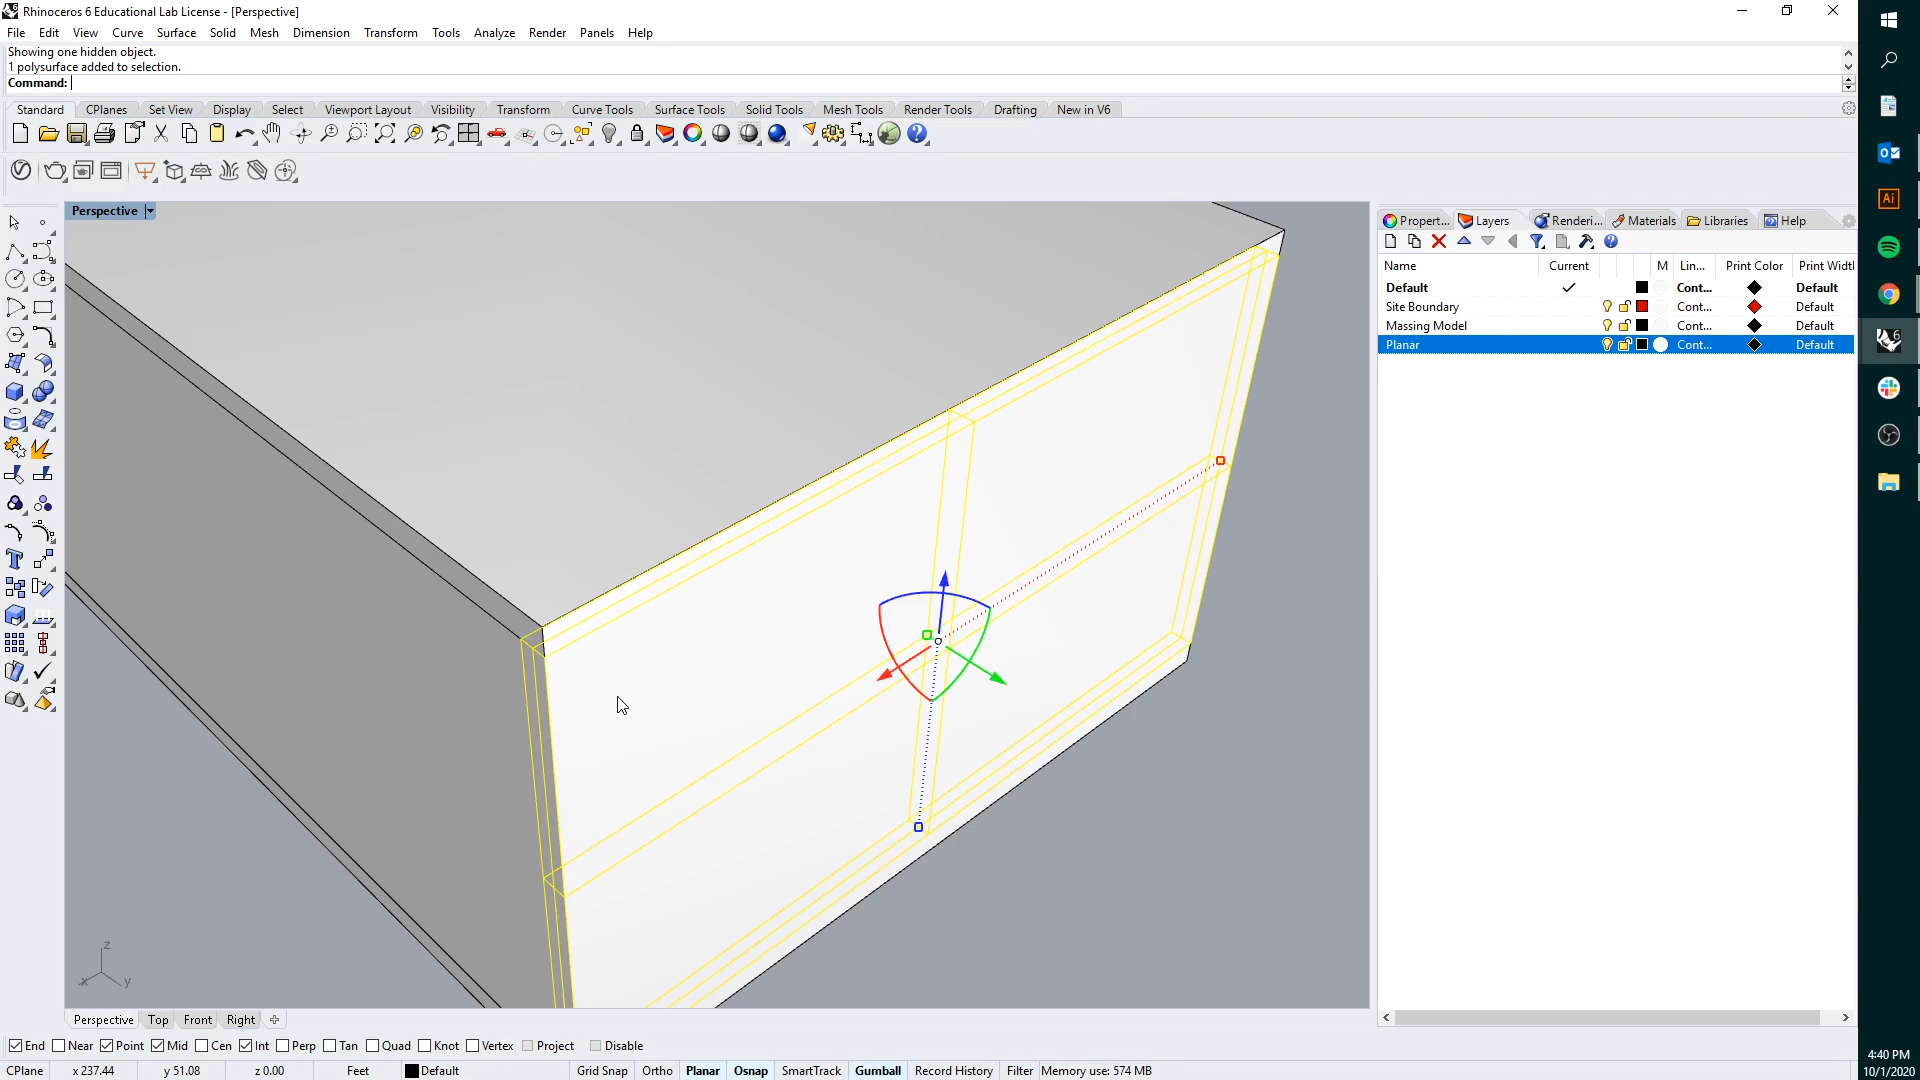 Rhinoceros 6 Educational Lab License - [Perspective]
File Edit View Curve Surface Solid Mesh Dimension Transform Tools Analyze Render Panels Help
Showing one hidden object.
1 polysurface added to selection.
Command:
Standard CPlanes Set View Display Select Viewport Layout Visibility Transform Curve Tools Surface Tools Solid Tools Mesh Tools Render Tools Drafting New in V6
Perspective
Propert... Layers Renderi... Materials Libraries Help
Name Current M Lin... Print Color Print Widt
Default Cont... Default
Site Boundary Cont... Default
Massing Model Cont... Default
Planar Cont... Default
z
x y
Perspective Top Front Right
End Near Point Mid Cen Int Perp Tan Quad Knot Vertex Project Disable
CPlane x 237.44 y 51.08 z 0.00 Feet Default Grid Snap Ortho Planar Osnap SmartTrack Gumball Record History Filter Memory use: 574 MB
4:40 PM
10/1/2020